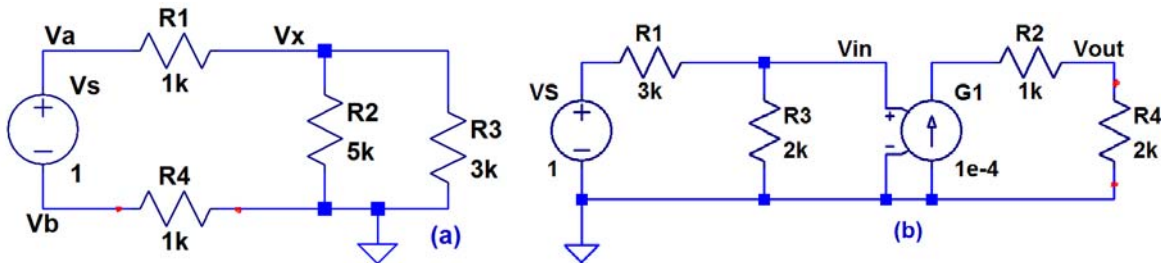 Va
R1
1k
Vx
Vs
+
−
1
R2
5k
R3
3k
Vb
R4
1k
(a)
VS
+
−
1
R1
3k
Vin
R3
2k
+
−
G1
1e-4
R2
1k
Vout
R4
2k
(b)